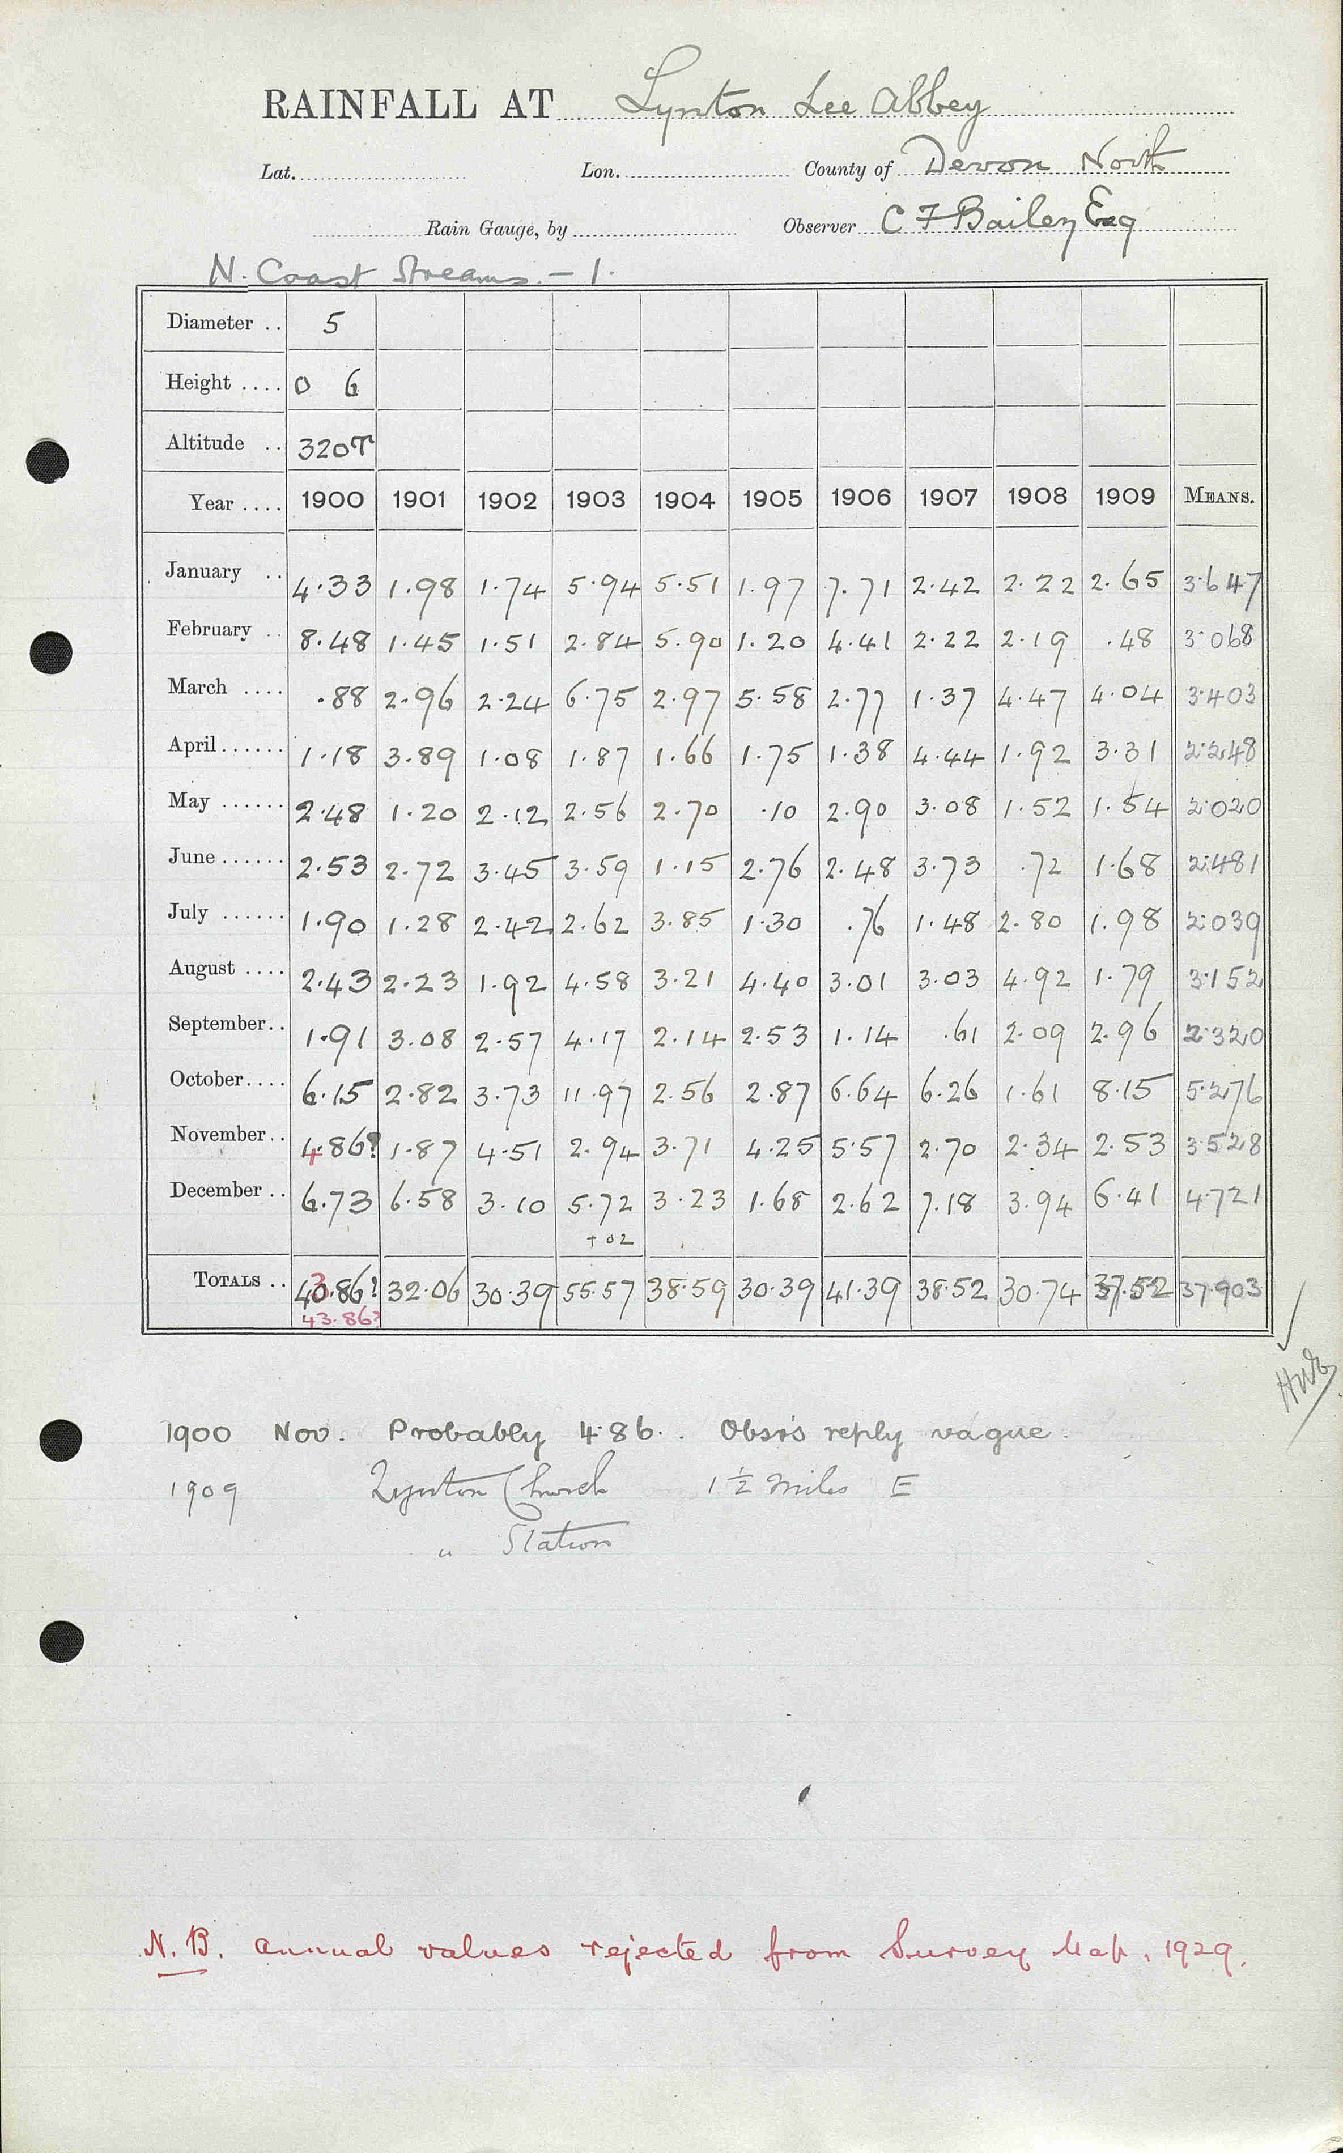 RAINFALL AT Lynton Lee Abbey
Lat. Lon. County of Devon North
Rain Gauge, by Observer C F Bailey Esq
N. Coast Streams. - 1.
Diameter .. 5
Height .... 0 6
Altitude .. 320T
Year .... 1900 1901 1902 1903 1904 1905 1906 1907 1908 1909 MEANS.
January .. 4.33 1.98 1.74 5.94 5.51 1.97 7.71 2.42 2.22 2.65 3.647
February .. 8.48 1.45 1.51 2.84 5.90 1.20 4.41 2.22 2.19 .48 3.068
March .... .88 2.96 2.24 6.75 2.97 5.58 2.77 1.37 4.47 4.04 3.403
April ...... 1.18 3.89 1.08 1.87 1.66 1.75 1.38 4.44 1.92 3.31 2.248
May ...... 2.48 1.20 2.12 2.56 2.70 .10 2.90 3.08 1.52 1.54 2.020
June ...... 2.53 2.72 3.45 3.59 1.15 2.76 2.48 3.73 .72 1.68 2.481
July ...... 1.90 1.28 2.42 2.62 3.85 1.30 .76 1.48 2.80 1.98 2.039
August .... 2.43 2.23 1.92 4.58 3.21 4.40 3.01 3.03 4.92 1.79 3.152
September .. 1.91 3.08 2.57 4.17 2.14 2.53 1.14 .61 2.09 2.96 2.320
October .... 6.15 2.82 3.73 11.97 2.56 2.87 6.64 6.26 1.61 8.15 5.276
November .. 4.86? 1.87 4.51 2.94 3.71 4.25 5.57 2.70 2.34 2.53 3.528
December .. 6.73 6.58 3.10 5.72 3.23 1.68 2.62 7.18 3.94 6.41 4.721
+02
TOTALS .. 40.86? 32.06 30.39 55.57 38.59 30.39 41.39 38.52 30.74 37.52 37.903
43.86?
1900 Nov. Probably 4.86. Obsr's reply vague.
1909 Lynton Church 1½ miles E
" Station
N.B. annual values rejected from Survey Map, 1929.